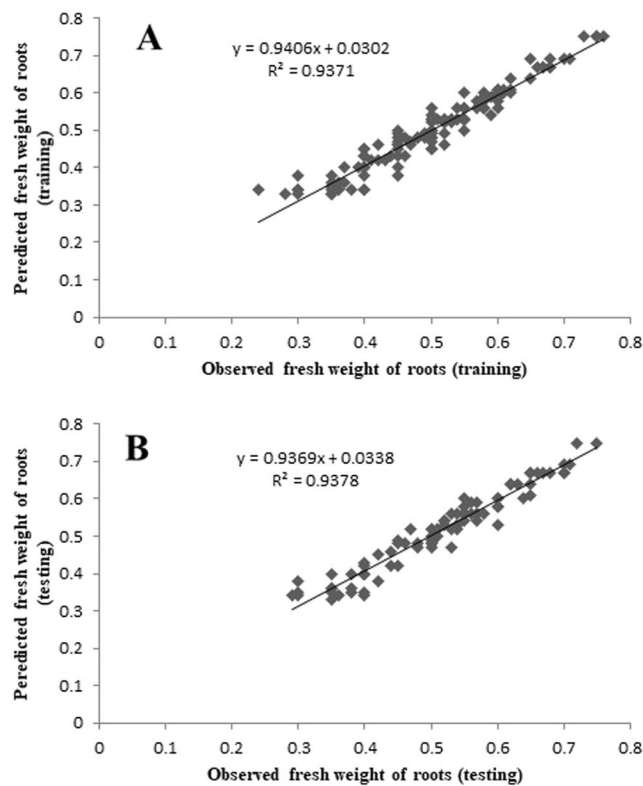 A
y = 0.9406x + 0.0302
R² = 0.9371
Peredicted fresh weight of roots
(training)
0.8
0.7
0.6
0.5
0.4
0.3
0.2
0.1
0
0 0.1 0.2 0.3 0.4 0.5 0.6 0.7 0.8
Observed fresh weight of roots (training)
B
y = 0.9369x + 0.0338
R² = 0.9378
Peredicted fresh weight of roots
(testing)
0.8
0.7
0.6
0.5
0.4
0.3
0.2
0.1
0
0 0.1 0.2 0.3 0.4 0.5 0.6 0.7 0.8
Observed fresh weight of roots (testing)